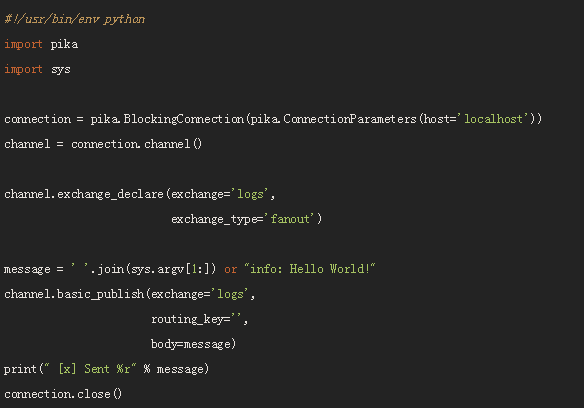 #!/usr/bin/env python
import pika
import sys
connection = pika.BlockingConnection(pika.ConnectionParameters(host='localhost'))
channel = connection.channel()
channel.exchange_declare(exchange='logs',
                         exchange_type='fanout')
message = ' '.join(sys.argv[1:]) or "info: Hello World!"
channel.basic_publish(exchange='logs',
                      routing_key='',
                      body=message)
print(" [x] Sent %r" % message)
connection.close()